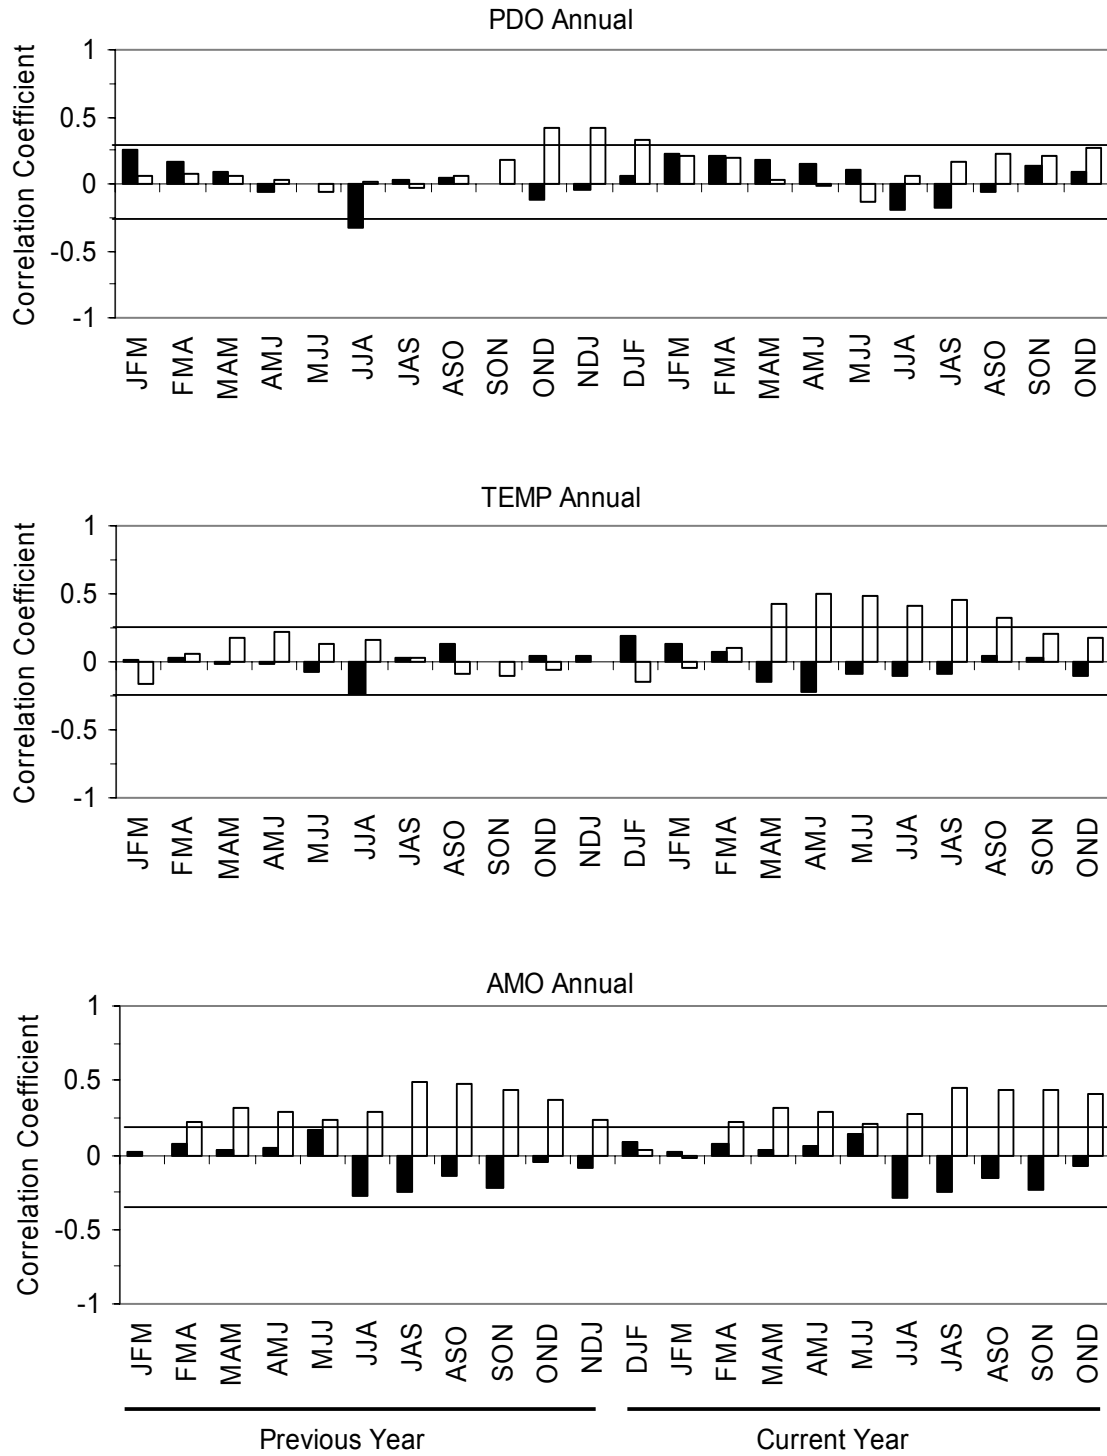 PDO Annual
Correlation Coefficient
1
0.5
0
-0.5
-1
JFM FMA MAM AMJ MJJ JJA JAS ASO SON OND NDJ DJF JFM FMA MAM AMJ MJJ JJA JAS ASO SON OND
TEMP Annual
Correlation Coefficient
1
0.5
0
-0.5
-1
JFM FMA MAM AMJ MJJ JJA JAS ASO SON OND NDJ DJF JFM FMA MAM AMJ MJJ JJA JAS ASO SON OND
AMO Annual
Correlation Coefficient
1
0.5
0
-0.5
-1
JFM FMA MAM AMJ MJJ JJA JAS ASO SON OND NDJ DJF JFM FMA MAM AMJ MJJ JJA JAS ASO SON OND
Previous Year Current Year